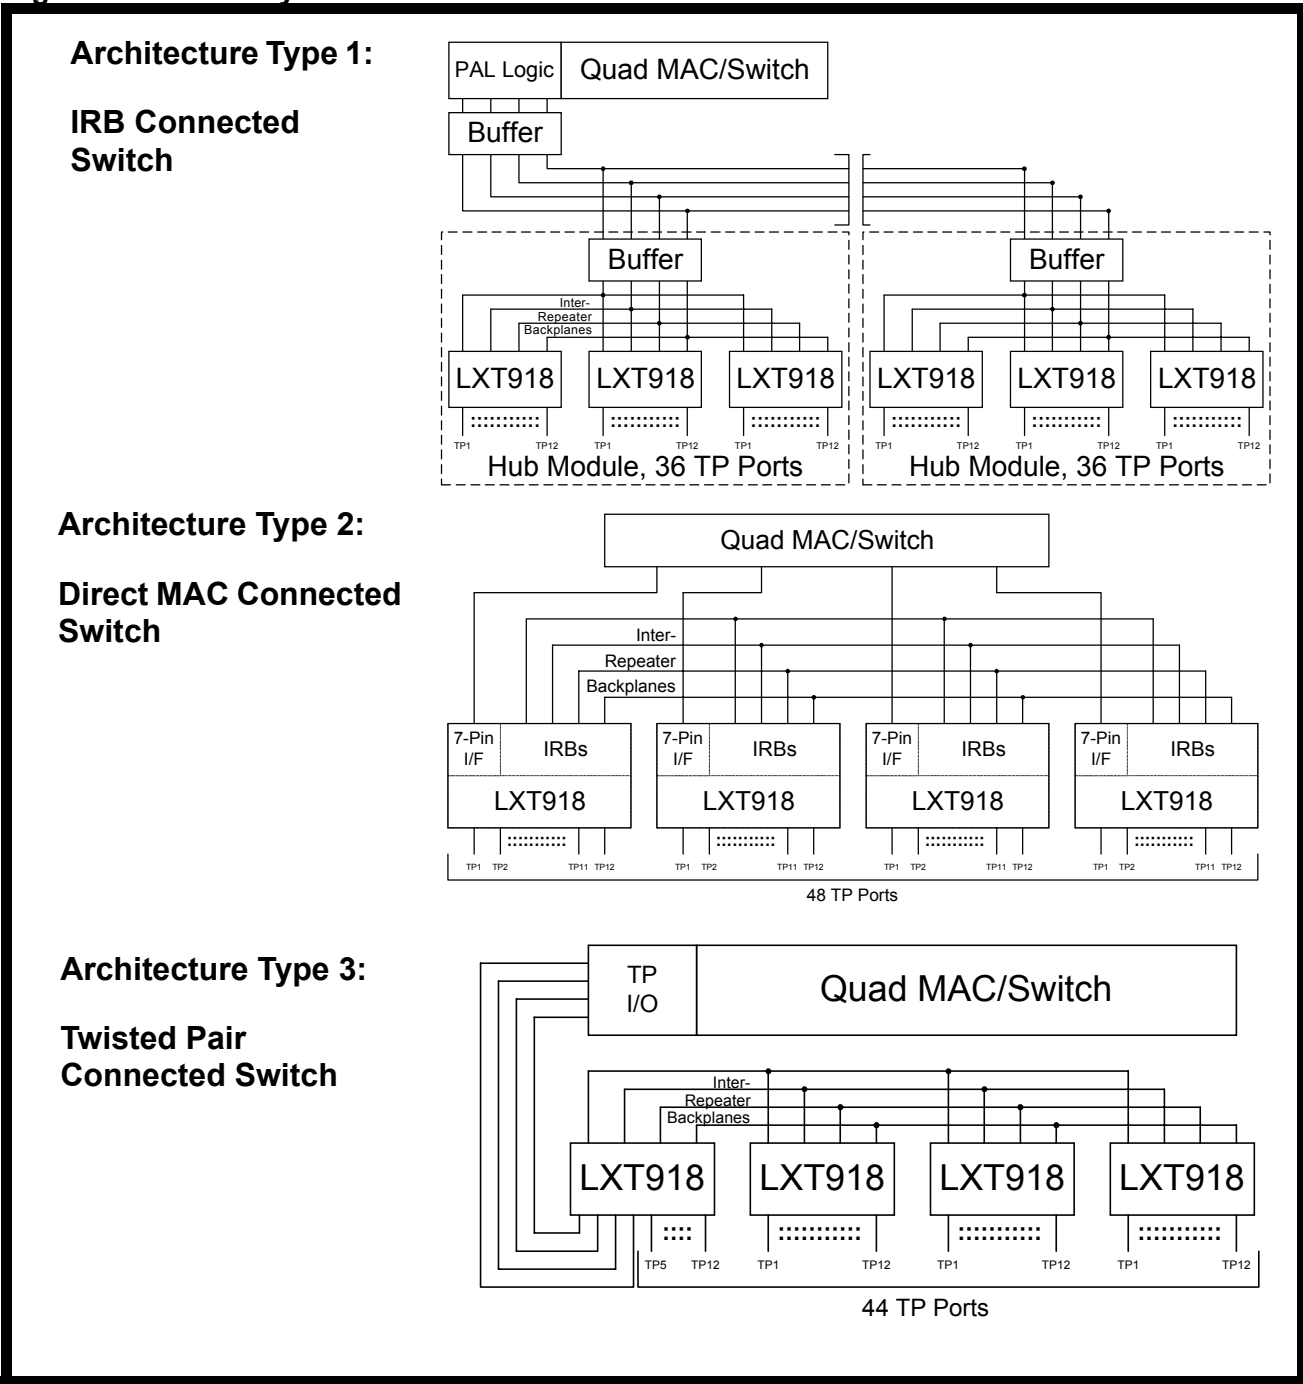 Architecture Type 1:
IRB Connected
Switch
PAL Logic
Quad MAC/Switch
Buffer
Buffer
Buffer
Inter-
Repeater
Backplanes
LXT918
LXT918
LXT918
LXT918
LXT918
LXT918
TP1
TP12
TP1
TP12
TP1
TP12
TP1
TP12
TP1
TP12
TP1
TP12
Hub Module, 36 TP Ports
Hub Module, 36 TP Ports
Architecture Type 2:
Direct MAC Connected
Switch
Quad MAC/Switch
Inter-
Repeater
Backplanes
7-Pin
I/F
IRBs
7-Pin
I/F
IRBs
7-Pin
I/F
IRBs
7-Pin
I/F
IRBs
LXT918
LXT918
LXT918
LXT918
TP1
TP2
TP11
TP12
TP1
TP2
TP11
TP12
TP1
TP2
TP11
TP12
TP1
TP2
TP11
TP12
48 TP Ports
Architecture Type 3:
Twisted Pair
Connected Switch
TP
I/O
Quad MAC/Switch
Inter-
Repeater
Backplanes
LXT918
LXT918
LXT918
LXT918
TP5
TP12
TP1
TP12
TP1
TP12
TP1
TP12
44 TP Ports